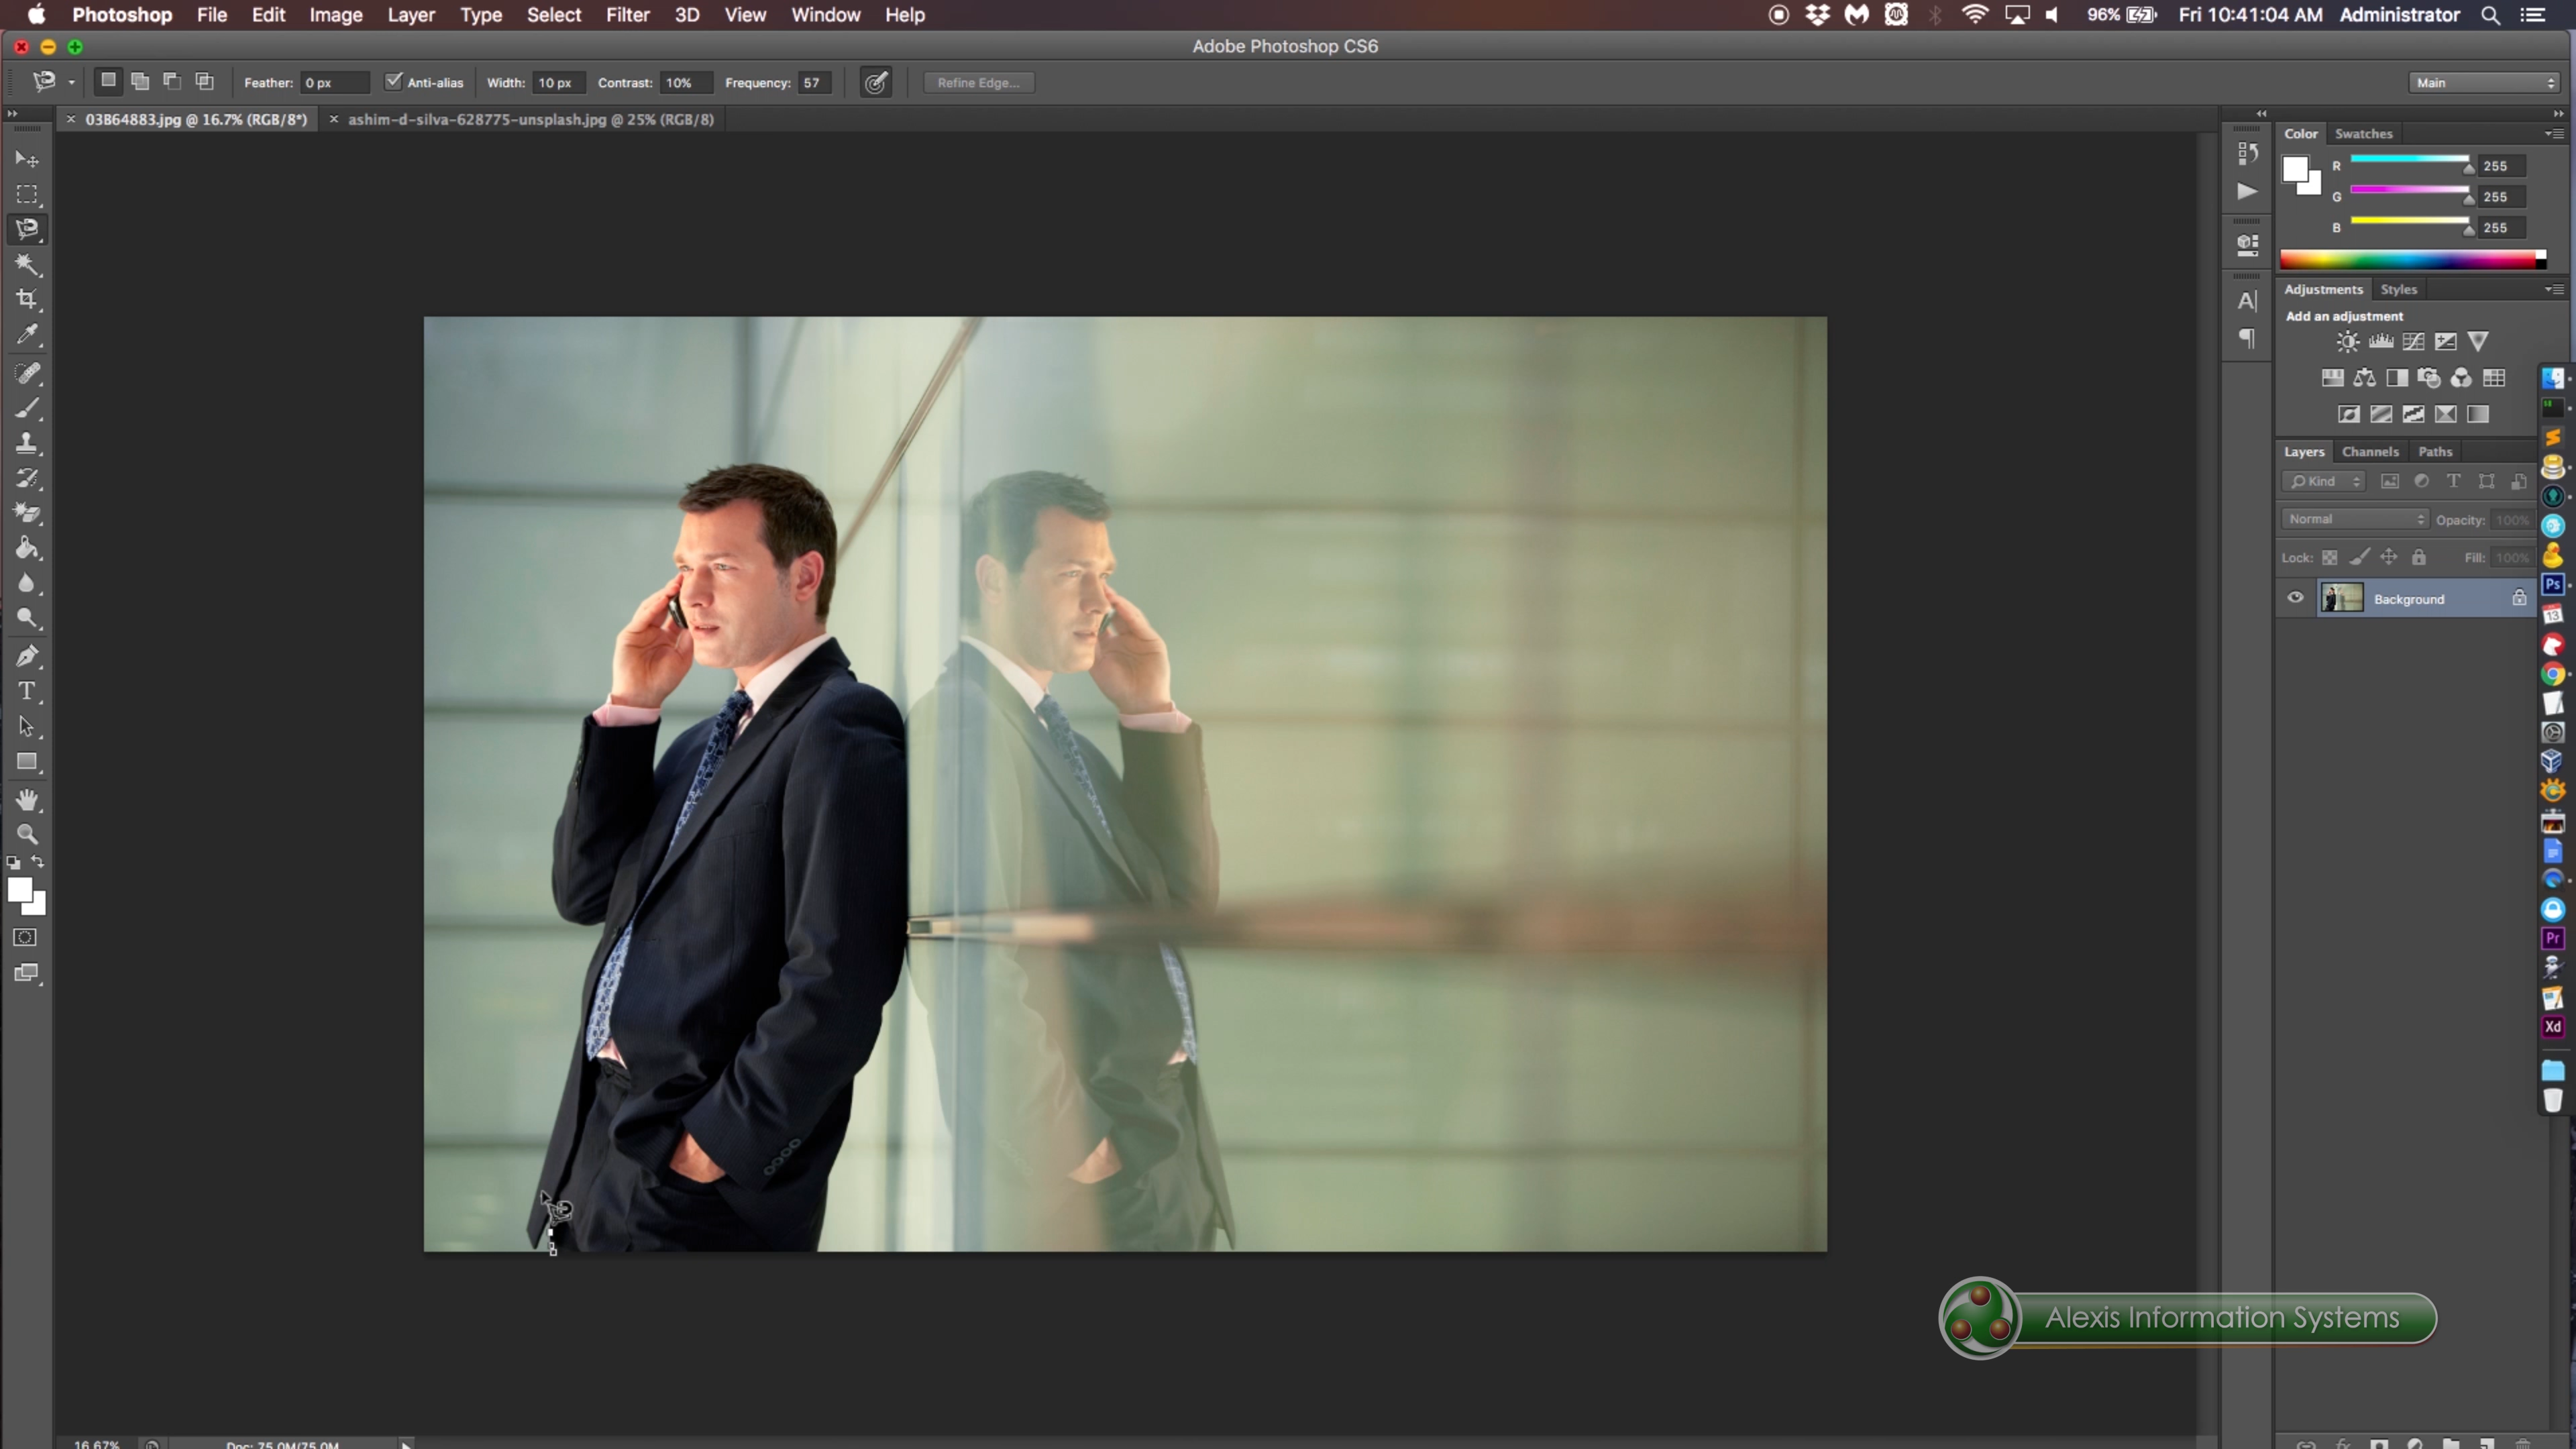 Photoshop File Edit Image Layer Type Select Filter 3D View Window Help 96% Fri 10:41:04 AM Administrator
Adobe Photoshop CS6
Feather: 0 px Anti-alias Width: 10 px Contrast: 10% Frequency: 57 Refine Edge... Main
03B64883.jpg @ 16.7% (RGB/8*) ashim-d-silva-628775-unsplash.jpg @ 25% (RGB/8)
Color Swatches
R 255
G 255
B 255
Adjustments Styles
Add an adjustment
Layers Channels Paths
Kind
Normal Opacity: 100%
Lock: Fill: 100%
Background
Ps
13
Pr
Xd
Alexis Information Systems
16.67% Doc: 75.0M/75.0M